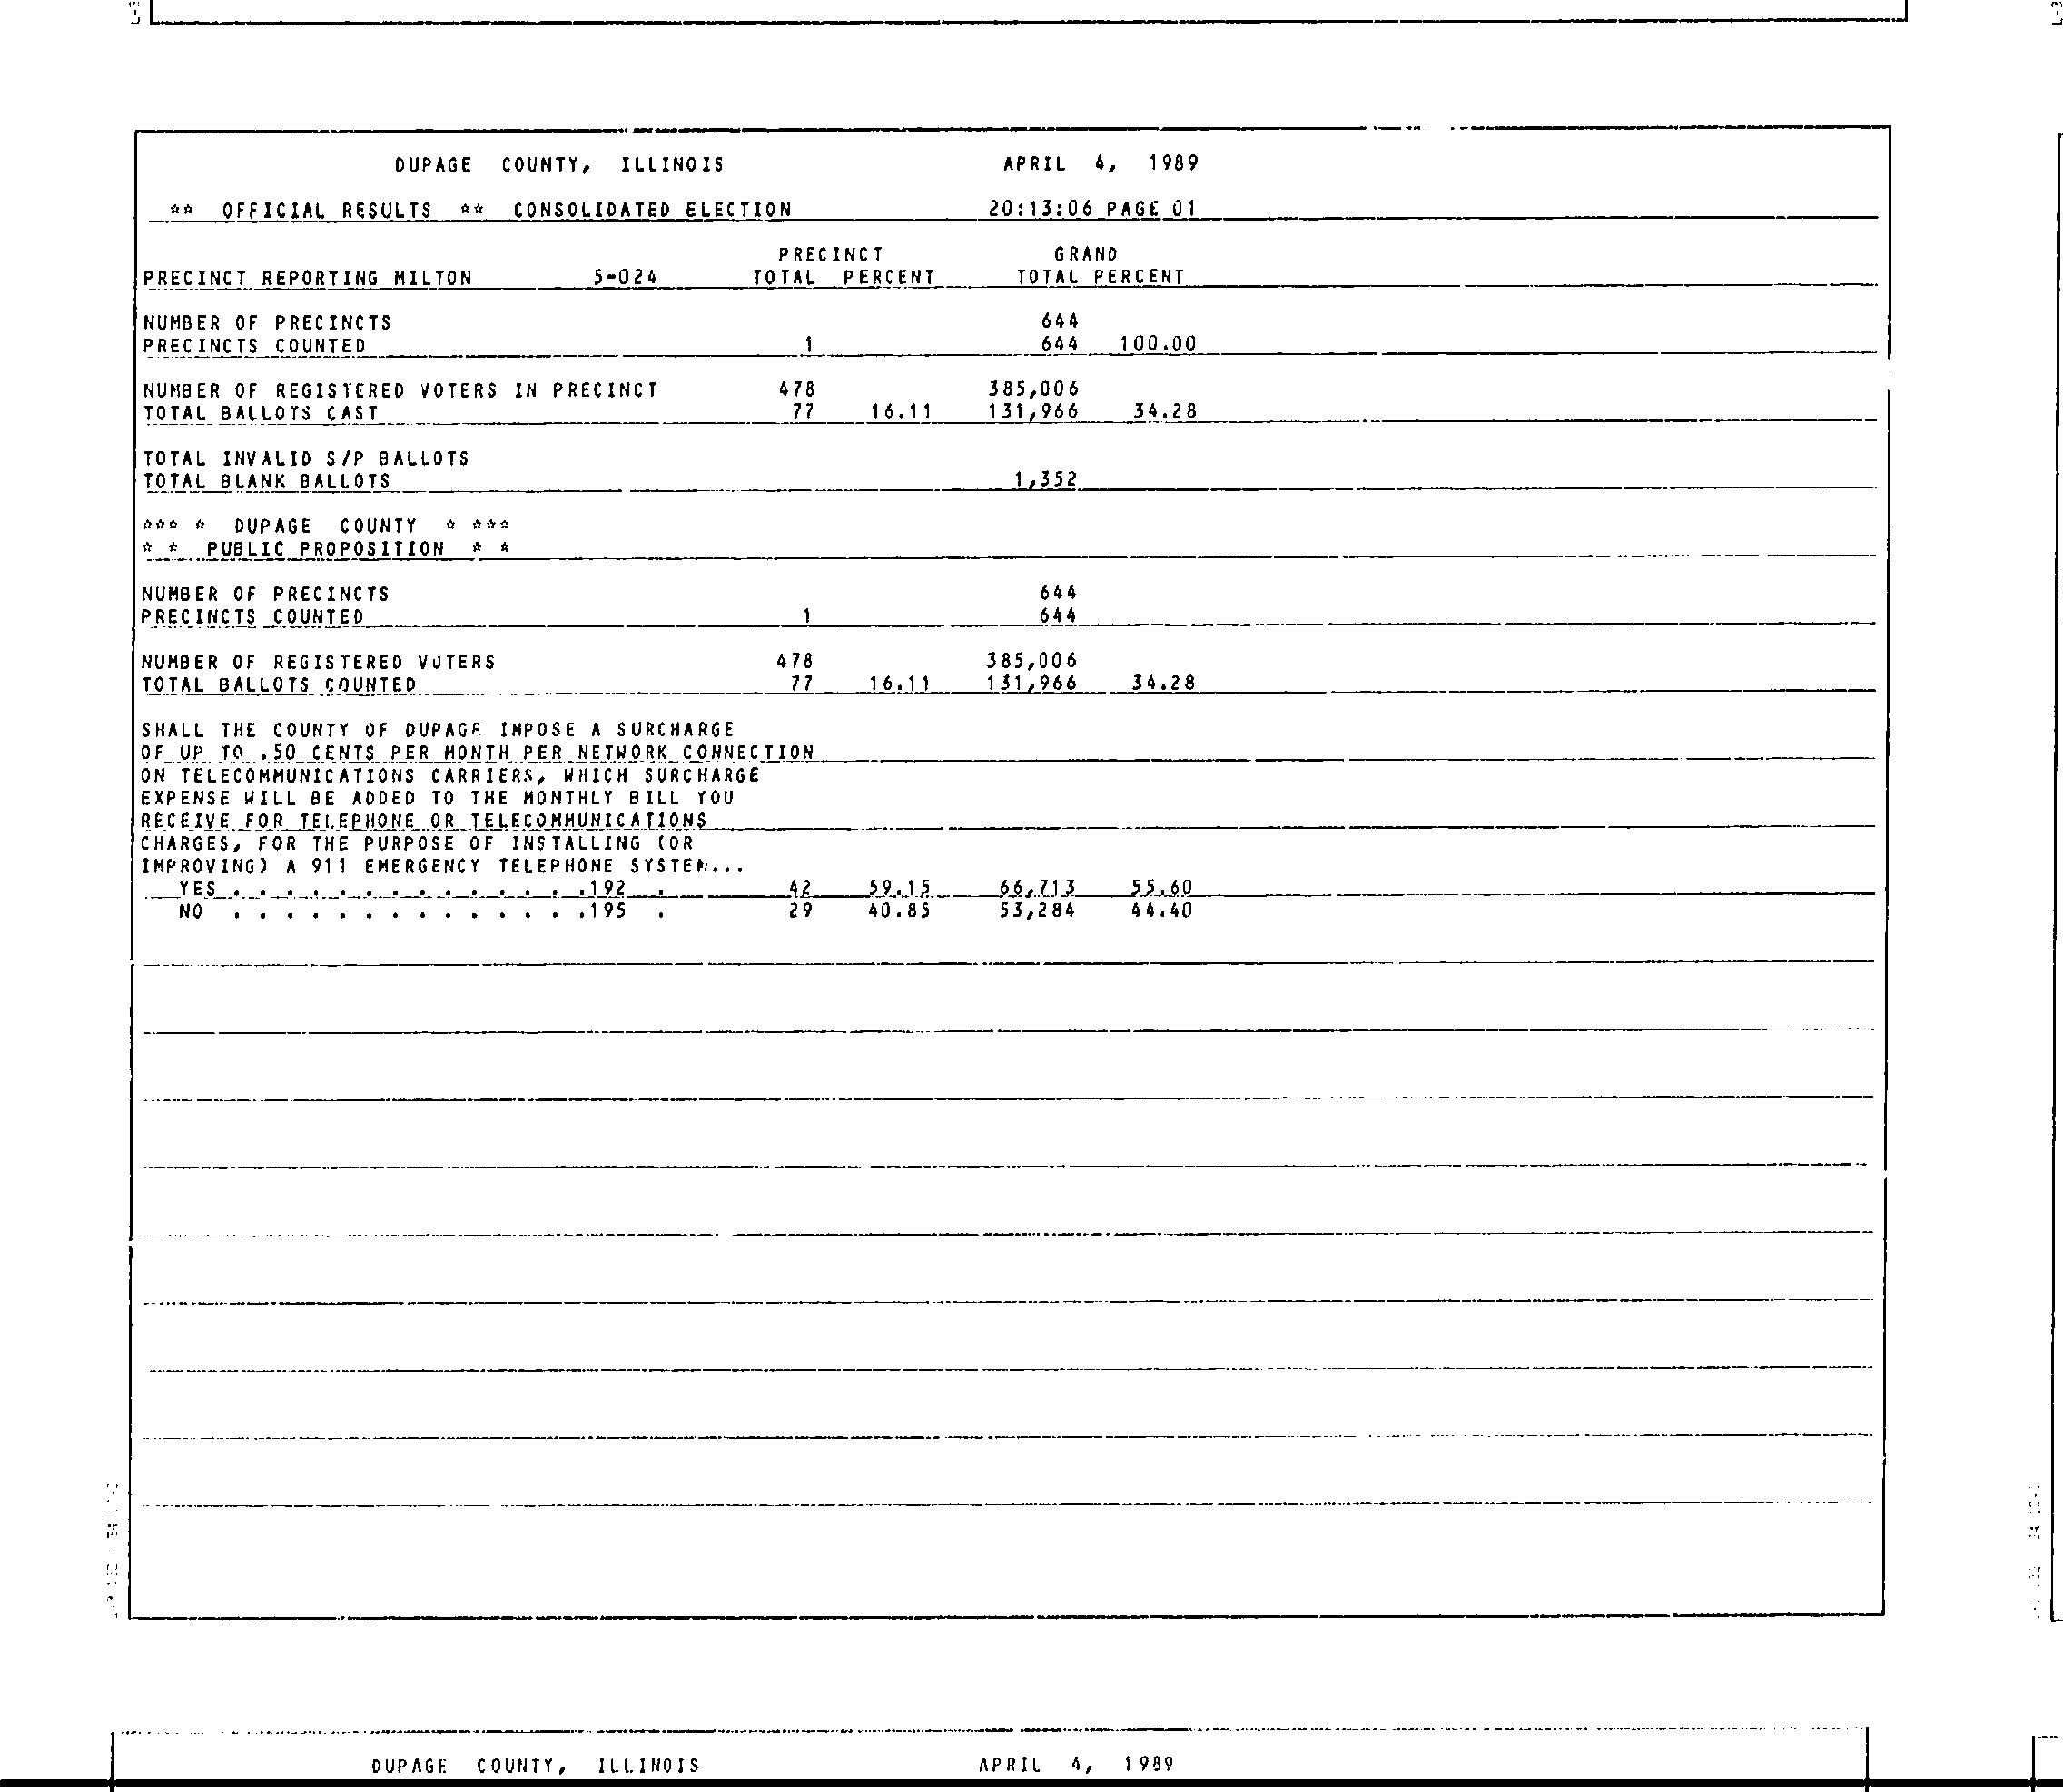 DUPAGE COUNTY, ILLINOIS APRIL 4, 1989
** OFFICIAL RESULTS ** CONSOLIDATED ELECTION 20:13:06 PAGE 01
PRECINCT GRAND
PRECINCT REPORTING MILTON 5-024 TOTAL PERCENT TOTAL PERCENT
NUMBER OF PRECINCTS 644
PRECINCTS COUNTED 1 644 100.00
NUMBER OF REGISTERED VOTERS IN PRECINCT 478 385,006
TOTAL BALLOTS CAST 77 16.11 131,966 34.28
TOTAL INVALID S/P BALLOTS
TOTAL BLANK BALLOTS 1,352
*** * DUPAGE COUNTY * ***
* * PUBLIC PROPOSITION * *
NUMBER OF PRECINCTS 644
PRECINCTS COUNTED 1 644
NUMBER OF REGISTERED VOTERS 478 385,006
TOTAL BALLOTS COUNTED 77 16.11 131,966 34.28
SHALL THE COUNTY OF DUPAGE IMPOSE A SURCHARGE
OF UP TO .50 CENTS PER MONTH PER NETWORK CONNECTION
ON TELECOMMUNICATIONS CARRIERS, WHICH SURCHARGE
EXPENSE WILL BE ADDED TO THE MONTHLY BILL YOU
RECEIVE FOR TELEPHONE OR TELECOMMUNICATIONS
CHARGES, FOR THE PURPOSE OF INSTALLING (OR
IMPROVING) A 911 EMERGENCY TELEPHONE SYSTEM...
YES . . . . . . . . . . . . . .192 . 42 59.15 66,713 55.60
NO . . . . . . . . . . . . . .195 . 29 40.85 53,284 44.40
DUPAGE COUNTY, ILLINOIS APRIL 4, 1989